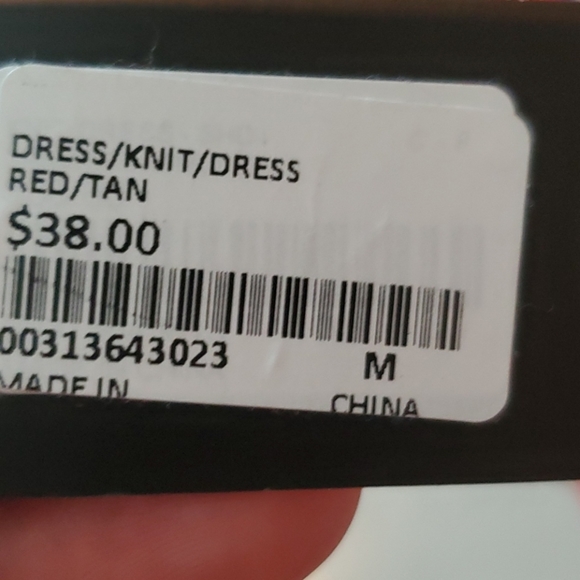 DRESS/KNIT/DRESS
RED/TAN
$38.00
00313643023 M
MADE IN CHINA